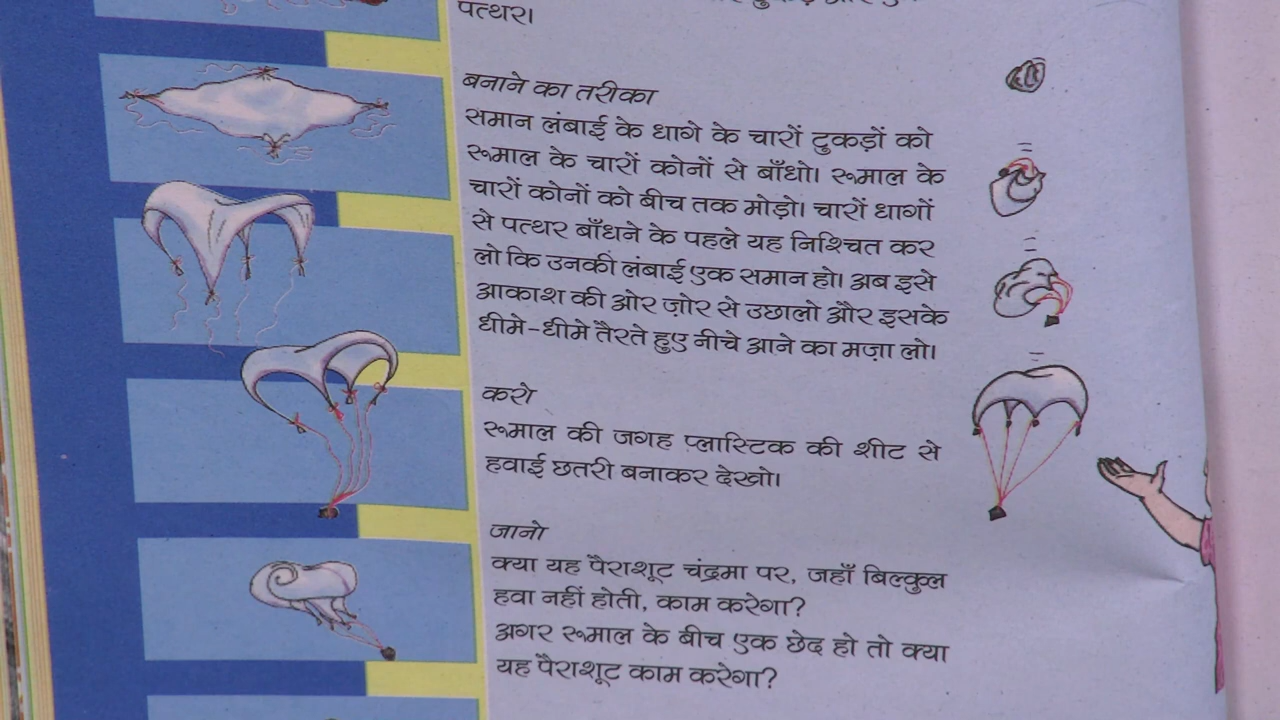 पत्थर।
बनाने का तरीका
समान लंबाई के धागे के चारों टुकड़ों को
रूमाल के चारों कोनों से बाँधो। रूमाल के
चारों कोनों को बीच तक मोड़ो। चारों धागों
से पत्थर बाँधने के पहले यह निश्चित कर
लो कि उनकी लंबाई एक समान हो। अब इसे
आकाश की ओर ज़ोर से उछालो और इसके
धीमे-धीमे तैरते हुए नीचे आने का मज़ा लो।
करो
रूमाल की जगह प्लास्टिक की शीट से
हवाई छतरी बनाकर देखो।
जानो
क्या यह पैराशूट चंद्रमा पर, जहाँ बिल्कुल
हवा नहीं होती, काम करेगा?
अगर रूमाल के बीच एक छेद हो तो क्या
यह पैराशूट काम करेगा?